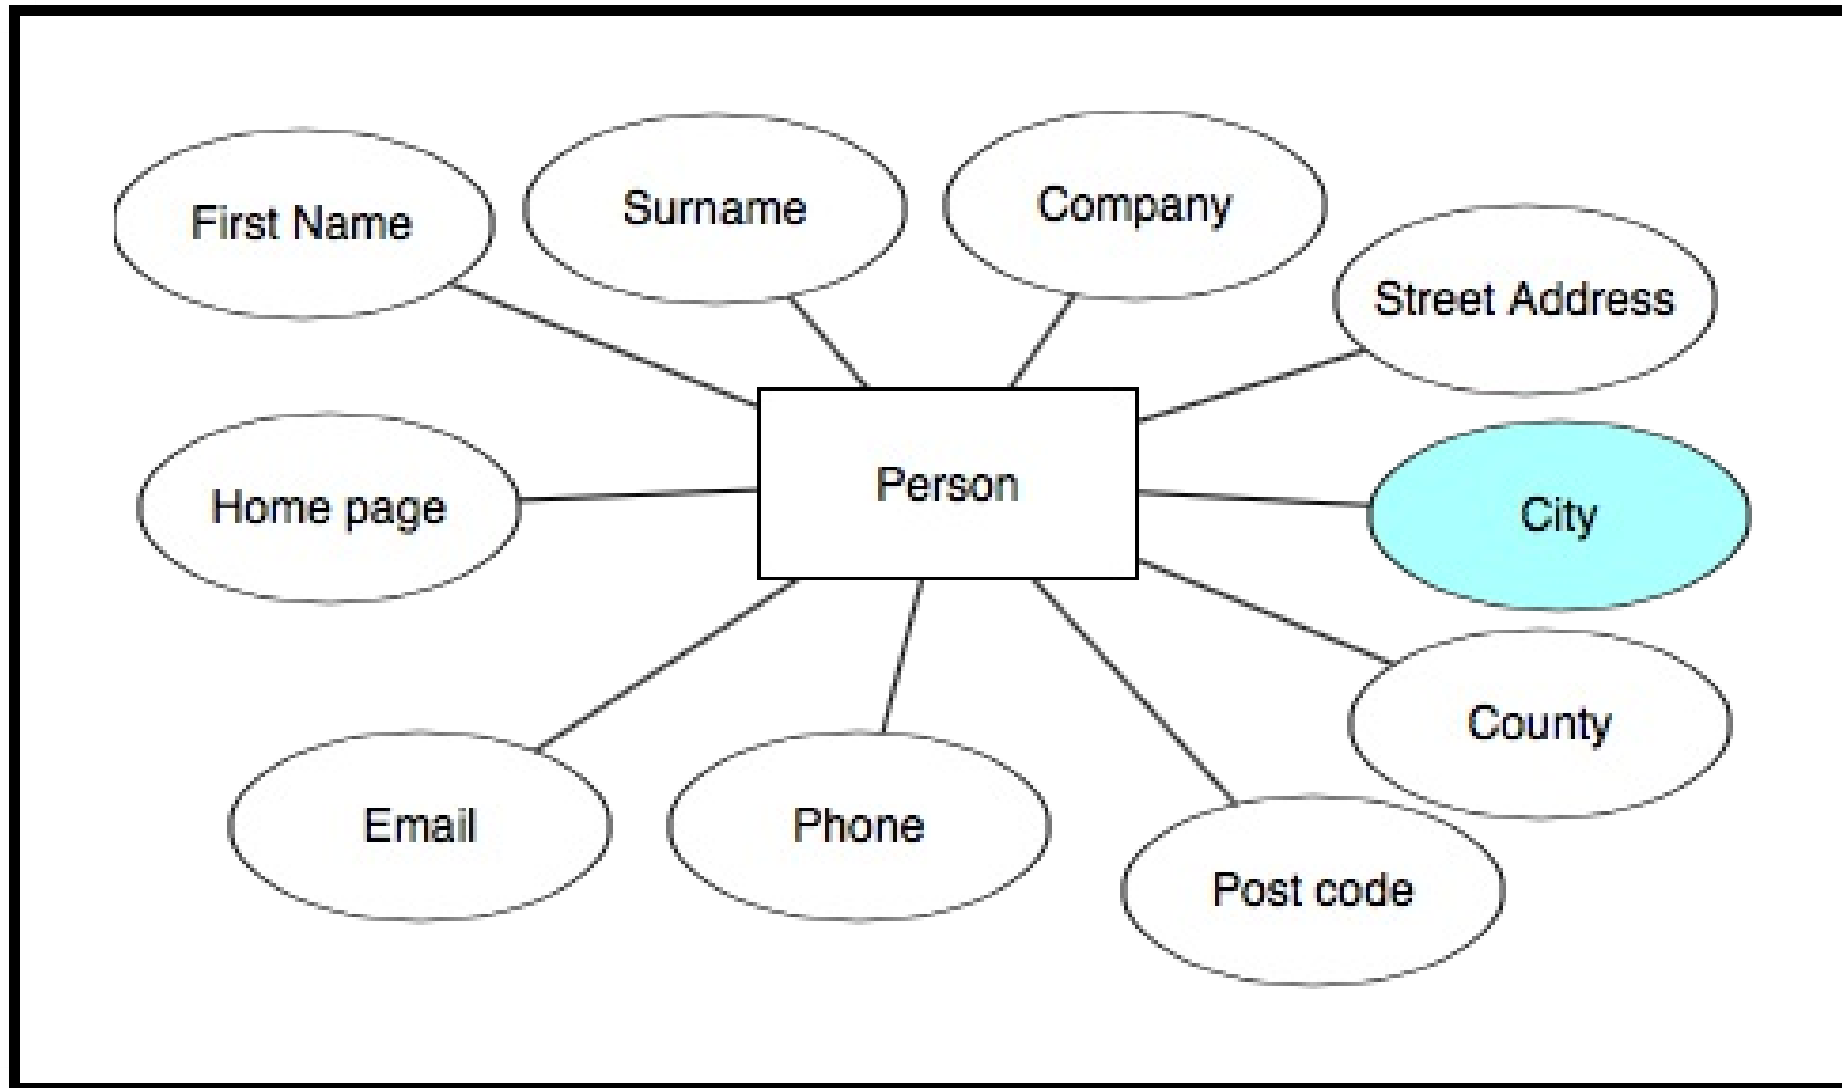 First Name
Surname
Company
Street Address
Home page
Person
City
County
Email
Phone
Post code